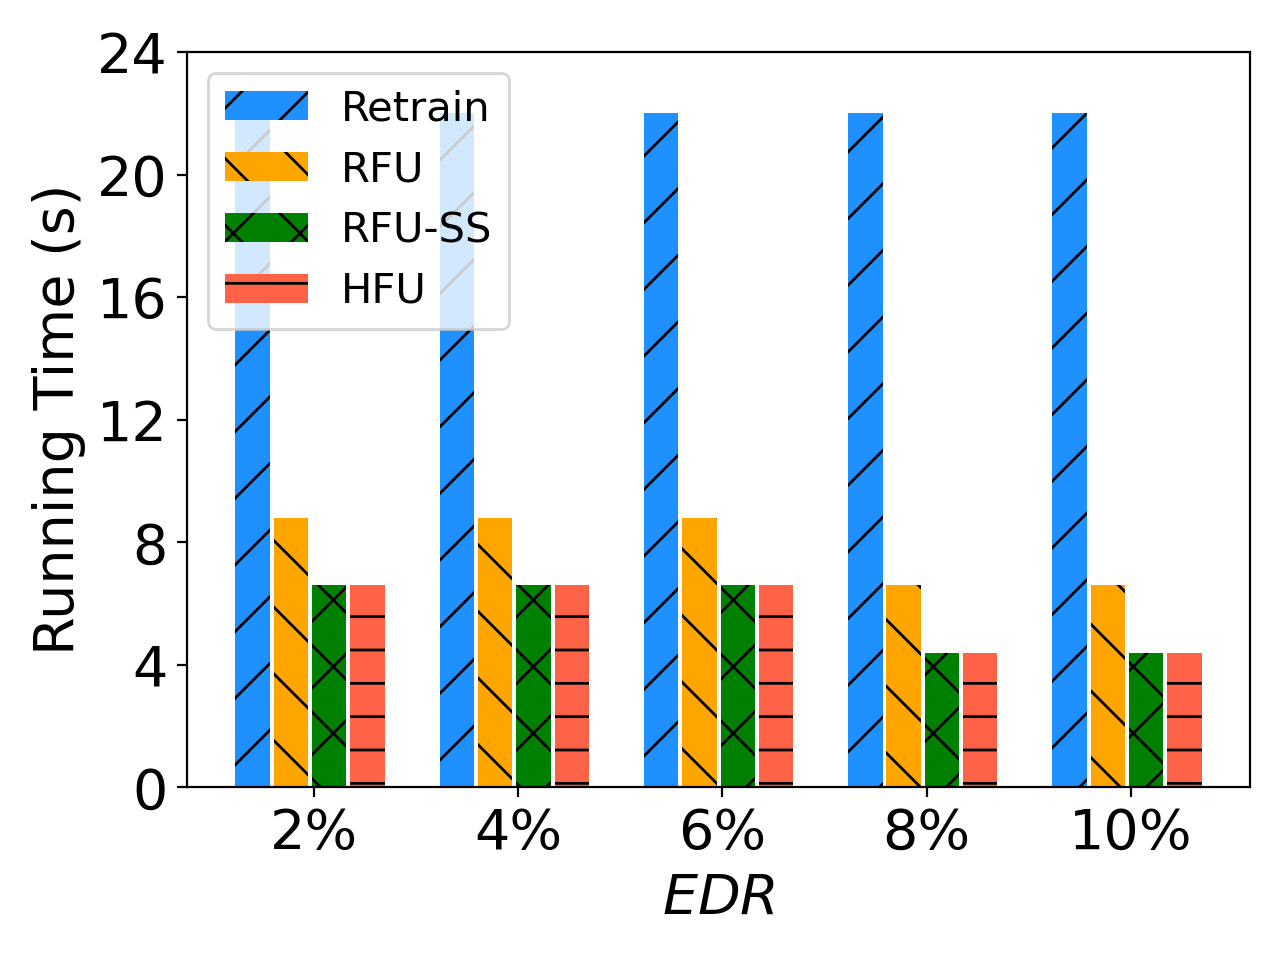 Running Time (s)
24
20
16
12
8
4
0
Retrain
RFU
RFU-SS
HFU
2% 4% 6% 8% 10%
EDR